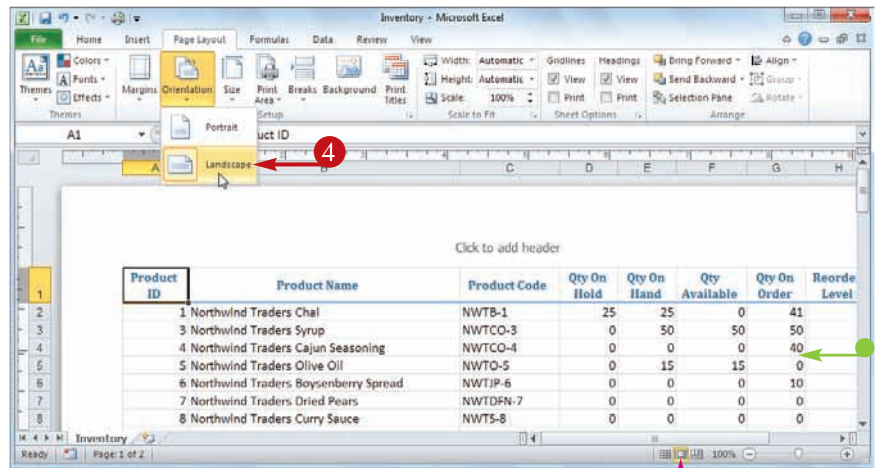 Inventory - Microsoft Excel
File Home Insert Page Layout Formulas Data Review View
Colors
Fonts
Effects
Themes
Margins Orientation Size Print Area Breaks Background Print Titles
Width: Automatic
Height: Automatic
Scale: 100%
Gridlines Headings
View View
Print Print
Bring Forward
Send Backward
Selection Pane
Align
Group
Rotate
Themes Setup Scale to Fit Sheet Options Arrange
A1 uct ID
Portrait
Landscape
4
A B C D E F G H
Click to add header
1 Product ID Product Name Product Code Qty On Hold Qty On Hand Qty Available Qty On Order Reorde Level
2 1 Northwind Traders Chai NWTB-1 25 25 0 41
3 3 Northwind Traders Syrup NWTCO-3 0 50 50 50
4 4 Northwind Traders Cajun Seasoning NWTCO-4 0 0 0 40
5 5 Northwind Traders Olive Oil NWTO-5 0 15 15 0
6 6 Northwind Traders Boysenberry Spread NWTJP-6 0 0 0 10
7 7 Northwind Traders Dried Pears NWTDFN-7 0 0 0 0
8 8 Northwind Traders Curry Sauce NWTS-8 0 0 0 0
Inventory
Ready Page: 1 of 2 100%